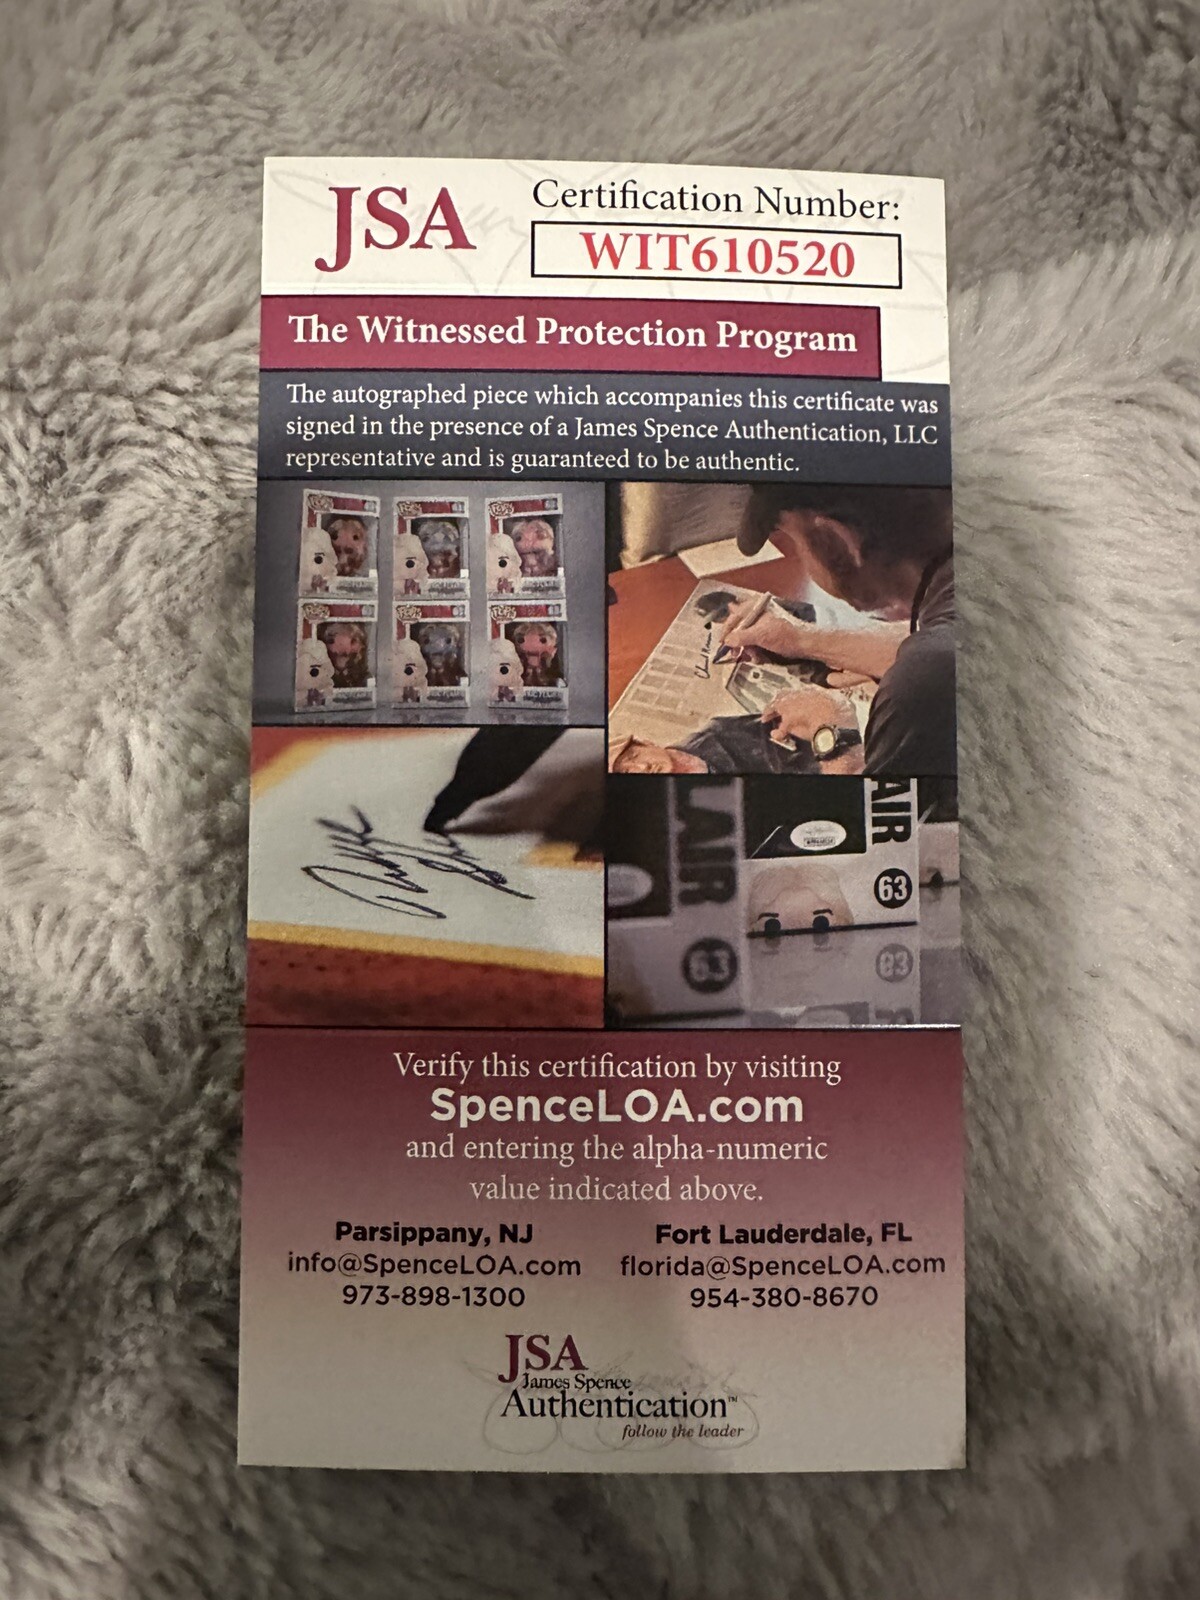 JSA
Certification Number:
WIT610520
The Witnessed Protection Program
The autographed piece which accompanies this certificate was
signed in the presence of a James Spence Authentication, LLC
representative and is guaranteed to be authentic.
LAIR
AIR
63
63
63
Verify this certification by visiting
SpenceLOA.com
and entering the alpha-numeric
value indicated above.
Parsippany, NJ
info@SpenceLOA.com
973-898-1300
Fort Lauderdale, FL
florida@SpenceLOA.com
954-380-8670
JSA
James Spence
Authentication™
follow the leader